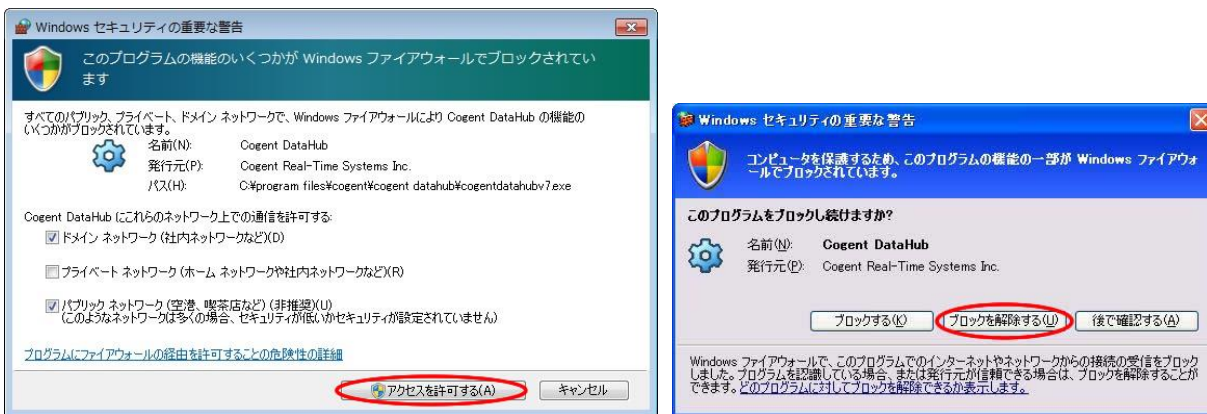 Windows セキュリティの重要な警告
このプログラムの機能のいくつかが Windows ファイアウォールでブロックされてい
ます
すべてのパブリック、プライベート、ドメイン ネットワークで、Windows ファイアウォールにより Cogent DataHub の機能の
いくつかがブロックされています。
名前(N): Cogent DataHub
発行元(P): Cogent Real-Time Systems Inc.
パス(H): C:¥program files¥cogent¥cogent datahub¥cogentdatahubv7.exe
Cogent DataHub にこれらのネットワーク上での通信を許可する:
ドメイン ネットワーク (社内ネットワークなど)(D)
プライベート ネットワーク (ホーム ネットワークや社内ネットワークなど)(R)
パブリック ネットワーク (空港、喫茶店など) (非推奨)(U)
(このようなネットワークは多くの場合、セキュリティが低いかセキュリティが設定されていません)
プログラムにファイアウォールの経由を許可することの危険性の詳細
アクセスを許可する(A) キャンセル
Windows セキュリティの重要な警告
コンピュータを保護するため、このプログラムの機能の一部が Windows ファイアウォ
ールでブロックされています。
このプログラムをブロックし続けますか?
名前(N): Cogent DataHub
発行元(P): Cogent Real-Time Systems Inc.
ブロックする(K) ブロックを解除する(U) 後で確認する(A)
Windows ファイアウォールで、このプログラムでのインターネットやネットワークからの接続の受信をブロック
しました。プログラムを認識している場合、または発行元が信頼できる場合は、ブロックを解除することが
できます。どのプログラムに対してブロックを解除できるか表示します。